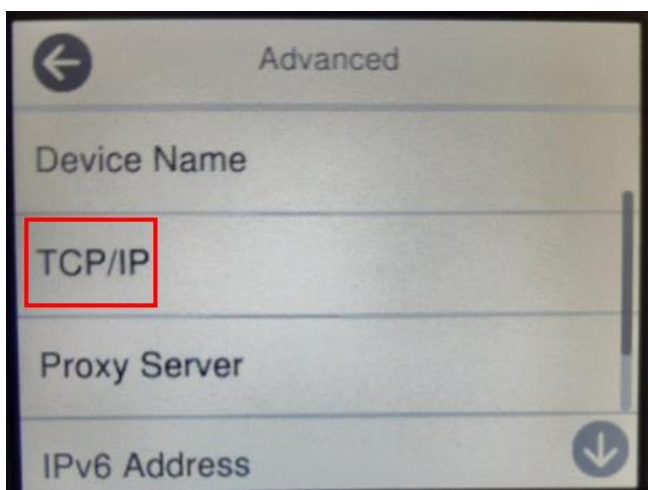 Advanced
Device Name
TCP/IP
Proxy Server
IPv6 Address